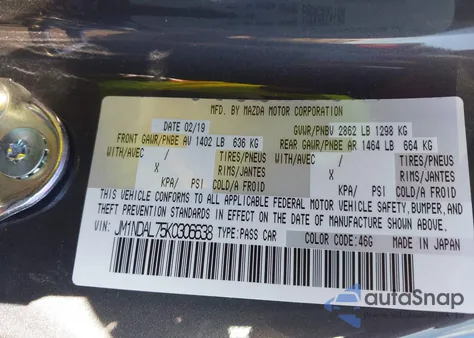 MFD. BY MAZDA MOTOR CORPORATION
DATE 02/19 GVWR/PNBV 2862 LB 1298 KG
FRONT GAWR/PNBE AV 1402 LB 636 KG REAR GAWR/PNBE AR 1464 LB 664 KG
WITH/AVEC / TIRES/PNEUS WITH/AVEC / TIRES/PNEUS
X RIMS/JANTES X RIMS/JANTES
KPA/ PSI COLD/A FROID KPA/ PSI COLD/A FROID
THIS VEHICLE CONFORMS TO ALL APPLICABLE FEDERAL MOTOR VEHICLE SAFETY, BUMPER, AND
THEFT PREVENTION STANDARDS IN EFFECT ON THE DATE OF MANUFACTURE SHOWN ABOVE.
VIN: JM1NDAL75K0306638 TYPE: PASS CAR COLOR CODE: 46G MADE IN JAPAN
autoSnap